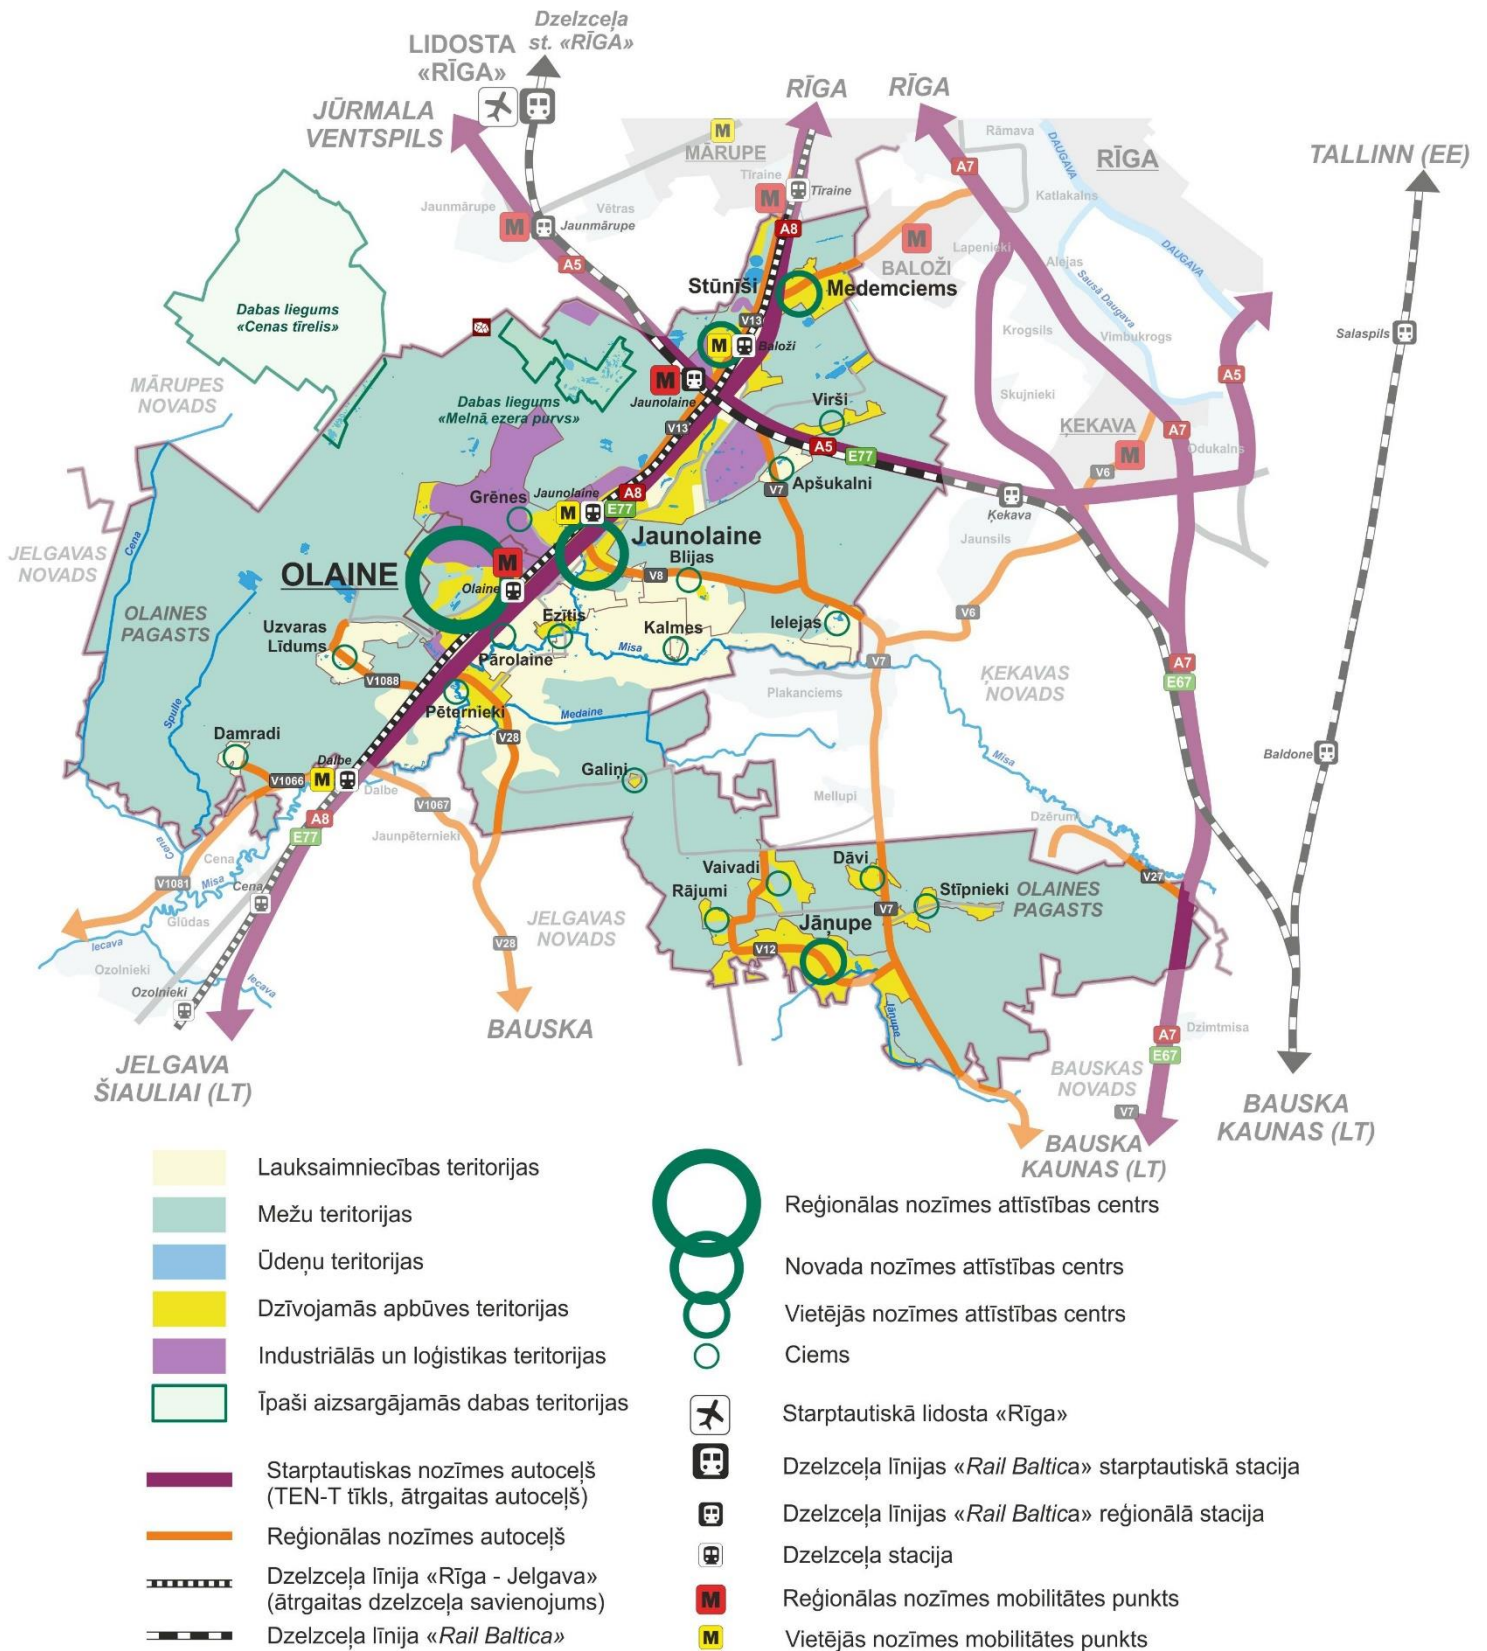 Dzelzceļa
st. «RĪGA»
LIDOSTA
«RĪGA»
JŪRMALA
VENTSPILS
RĪGA
RĪGA
TALLINN (EE)
M
MĀRUPE
Rāmava
DAUGAVA
RĪGA
A7
Tīraine
Tīraine
M
Katlakalns
Jaunmārupe
Vētras
M
Jaunmārupe
A8
M
BALOŽI
Lapenieki
Alejas
DAUGAVA
A5
Sausā Daugava
Stūnīši
Medemciems
Dabas liegums
«Cenas tīrelis»
V13
Krogsils
Vimbukrogs
Salaspils
M
Baloži
MĀRUPES
NOVADS
M
Jaunolaine
A5
Dabas liegums
«Melnā ezera purvs»
Virši
Skujnieki
V13
A5
E77
ĶEKAVA
A7
M
Odukalns
V6
Grēnes
Jaunolaine
A8
E77
V7
Apšukalni
M
Ķekava
Cena
JELGAVAS
NOVADS
Jaunolaine
Blijas
Jaunsils
OLAINE
M
Olaine
V8
OLAINES
PAGASTS
Uzvaras
Līdums
Ezītis
Kalmes
Ielejas
V6
Pārolaine
Misa
V7
A7
E67
V1088
Plakanciems
ĶEKAVAS
NOVADS
Pēternieki
Medaine
Spulle
V28
Damradi
Misa
Baldone
V1066
M
Dalbe
Dalbe
Galiņi
A8
V1067
Mellupi
E77
Jaunpēternieki
Dzērum
Cena
Cena
Vaivadi
Dāvi
V1081
Misa
V27
Cena
Rājumi
Stīpnieki
OLAINES
PAGASTS
Glūdas
V7
JELGAVAS
NOVADS
Jāņupe
Iecava
V28
V12
Ozolnieki
Iecava
Ozolnieki
Jāņupe
BAUSKA
A7
Dzimtmisa
E67
JELGAVA
ŠIAULIAI (LT)
BAUSKAS
NOVADS
V7
BAUSKA
KAUNAS (LT)
BAUSKA
KAUNAS (LT)
Lauksaimniecības teritorijas
Mežu teritorijas
Ūdeņu teritorijas
Dzīvojamās apbūves teritorijas
Industriālās un loģistikas teritorijas
Īpaši aizsargājamās dabas teritorijas
Starptautiskas nozīmes autoceļš
(TEN-T tīkls, ātrgaitas autoceļš)
Reģionālas nozīmes autoceļš
Dzelzceļa līnija «Rīga - Jelgava»
(ātrgaitas dzelzceļa savienojums)
Dzelzceļa līnija «Rail Baltica»
Reģionālas nozīmes attīstības centrs
Novada nozīmes attīstības centrs
Vietējās nozīmes attīstības centrs
Ciems
Starptautiskā lidosta «Rīga»
Dzelzceļa līnijas «Rail Baltica» starptautiskā stacija
Dzelzceļa līnijas «Rail Baltica» reģionālā stacija
Dzelzceļa stacija
M
Reģionālas nozīmes mobilitātes punkts
M
Vietējās nozīmes mobilitātes punkts